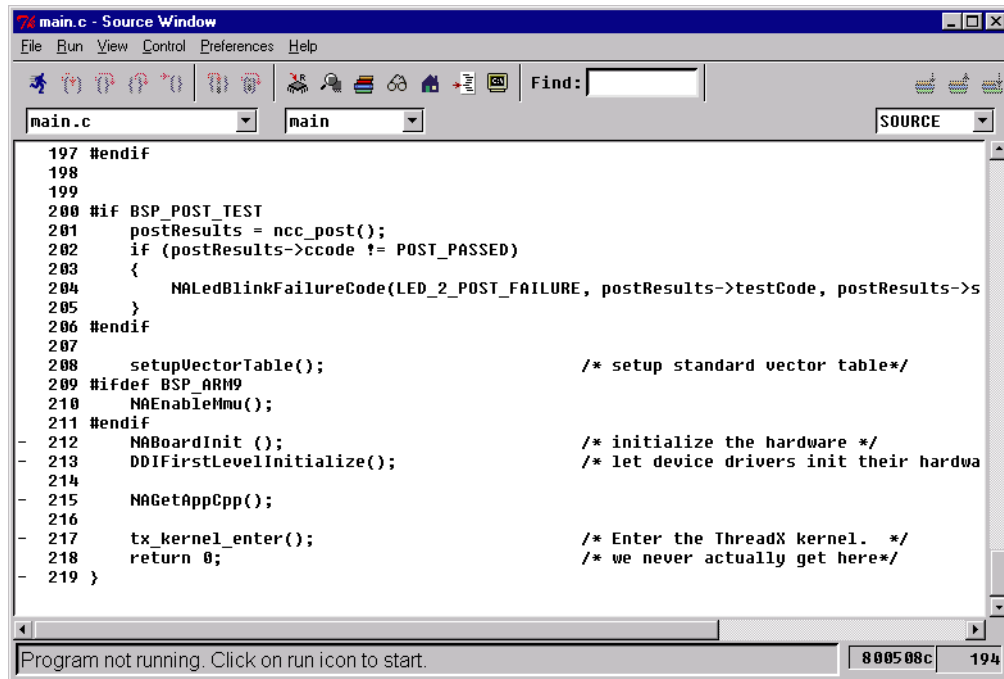 main.c - Source Window
File Run View Control Preferences Help
Find:
main.c main SOURCE
197 #endif
198
199
200 #if BSP_POST_TEST
201 postResults = ncc_post();
202 if (postResults->ccode != POST_PASSED)
203 {
204 NALedBlinkFailureCode(LED_2_POST_FAILURE, postResults->testCode, postResults->s
205 }
206 #endif
207
208 setupVectorTable(); /* setup standard vector table*/
209 #ifdef BSP_ARM9
210 NAEnableMmu();
211 #endif
- 212 NABoardInit (); /* initialize the hardware */
- 213 DDIFirstLevelInitialize(); /* let device drivers init their hardwa
214
- 215 NAGetAppCpp();
216
- 217 tx_kernel_enter(); /* Enter the ThreadX kernel. */
218 return 0; /* we never actually get here*/
- 219 }
Program not running. Click on run icon to start. 800508c 194